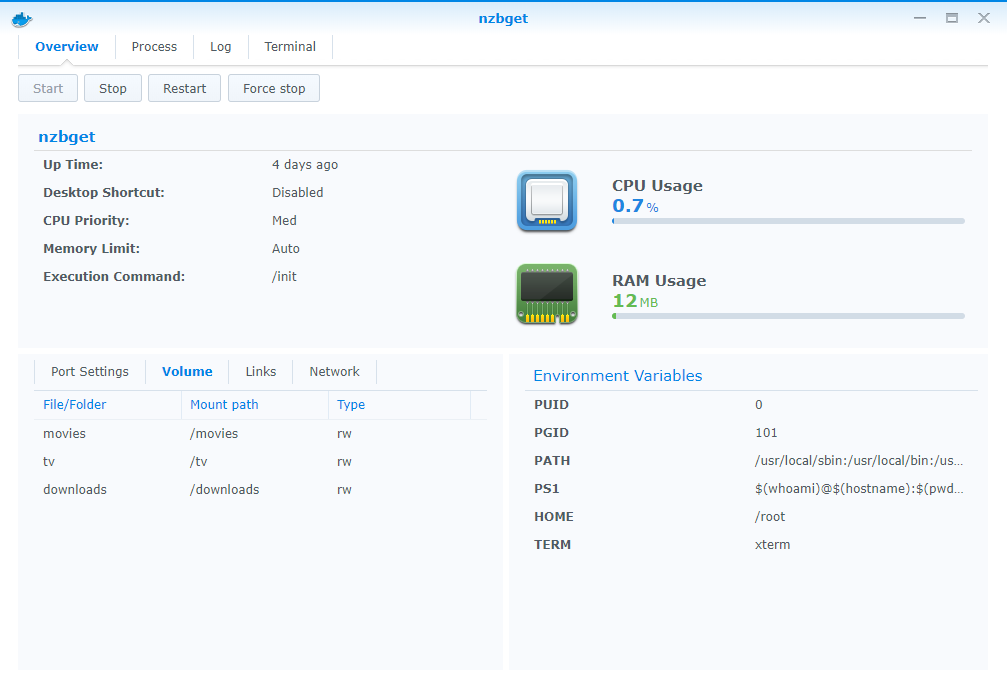 nzbget
Overview Process Log Terminal
Start Stop Restart Force stop
nzbget
Up Time: 4 days ago
Desktop Shortcut: Disabled
CPU Priority: Med
Memory Limit: Auto
Execution Command: /init
CPU Usage
0.7 %
RAM Usage
12 MB
Port Settings Volume Links Network
File/Folder Mount path Type
movies /movies rw
tv /tv rw
downloads /downloads rw
Environment Variables
PUID 0
PGID 101
PATH /usr/local/sbin:/usr/local/bin:/us...
PS1 $(whoami)@$(hostname):$(pwd...
HOME /root
TERM xterm